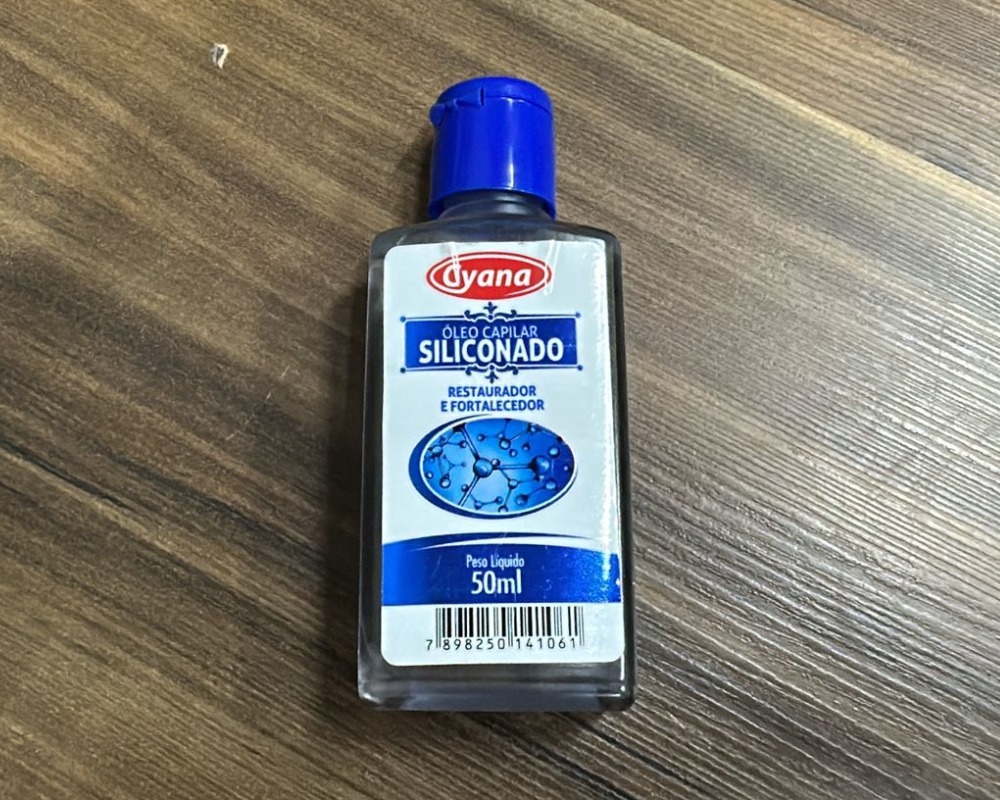 Dyana
ÓLEO CAPILAR
SILICONADO
RESTAURADOR
E FORTALECEDOR
Peso Líquido
50ml
7 898250 141061